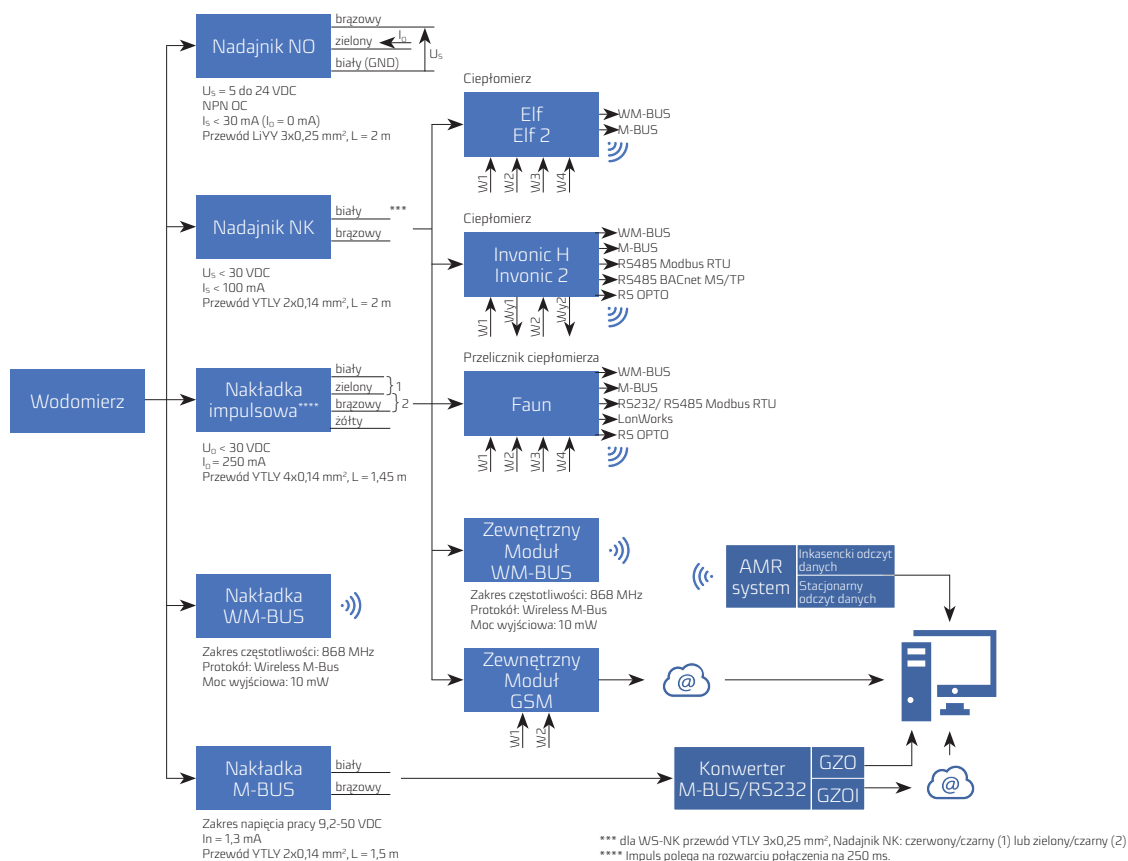 Wodomierz
Nadajnik NO
brązowy
zielony
biały (GND)
I₀
Uₛ
Uₛ = 5 do 24 VDC
NPN OC
Iₛ < 30 mA (I₀ = 0 mA)
Przewód LiYY 3x0,25 mm², L = 2 m
Nadajnik NK
biały
***
brązowy
Uₛ < 30 VDC
Iₛ < 100 mA
Przewód YTLY 2x0,14 mm², L = 2 m
Nakładka
impulsowa****
biały
zielony
brązowy
żółty
1
2
U₀ < 30 VDC
I₀ = 250 mA
Przewód YTLY 4x0,14 mm², L = 1,45 m
Nakładka
WM-BUS
Zakres częstotliwości: 868 MHz
Protokół: Wireless M-Bus
Moc wyjściowa: 10 mW
Nakładka
M-BUS
biały
brązowy
Zakres napięcia pracy 9,2-50 VDC
In = 1,3 mA
Przewód YTLY 2x0,14 mm², L = 1,5 m
Ciepłomierz
Elf
Elf 2
WM-BUS
M-BUS
W1
W2
W3
W4
Ciepłomierz
Invonic H
Invonic 2
WM-BUS
M-BUS
RS485 Modbus RTU
RS485 BACnet MS/TP
RS OPTO
W1
Wy1
W2
Wy2
Przelicznik ciepłomierza
Faun
WM-BUS
M-BUS
RS232/ RS485 Modbus RTU
LonWorks
RS OPTO
W1
W2
W3
W4
Zewnętrzny
Moduł
WM-BUS
Zakres częstotliwości: 868 MHz
Protokół: Wireless M-Bus
Moc wyjściowa: 10 mW
Zewnętrzny
Moduł
GSM
W1
W2
@
AMR
system
Inkasencki odczyt
danych
Stacjonarny
odczyt danych
Konwerter
M-BUS/RS232
GZO
GZOI
@
*** dla WS-NK przewód YTLY 3x0,25 mm², Nadajnik NK: czerwony/czarny (1) lub zielony/czarny (2)
**** Impuls polega na rozwarciu połączenia na 250 ms.